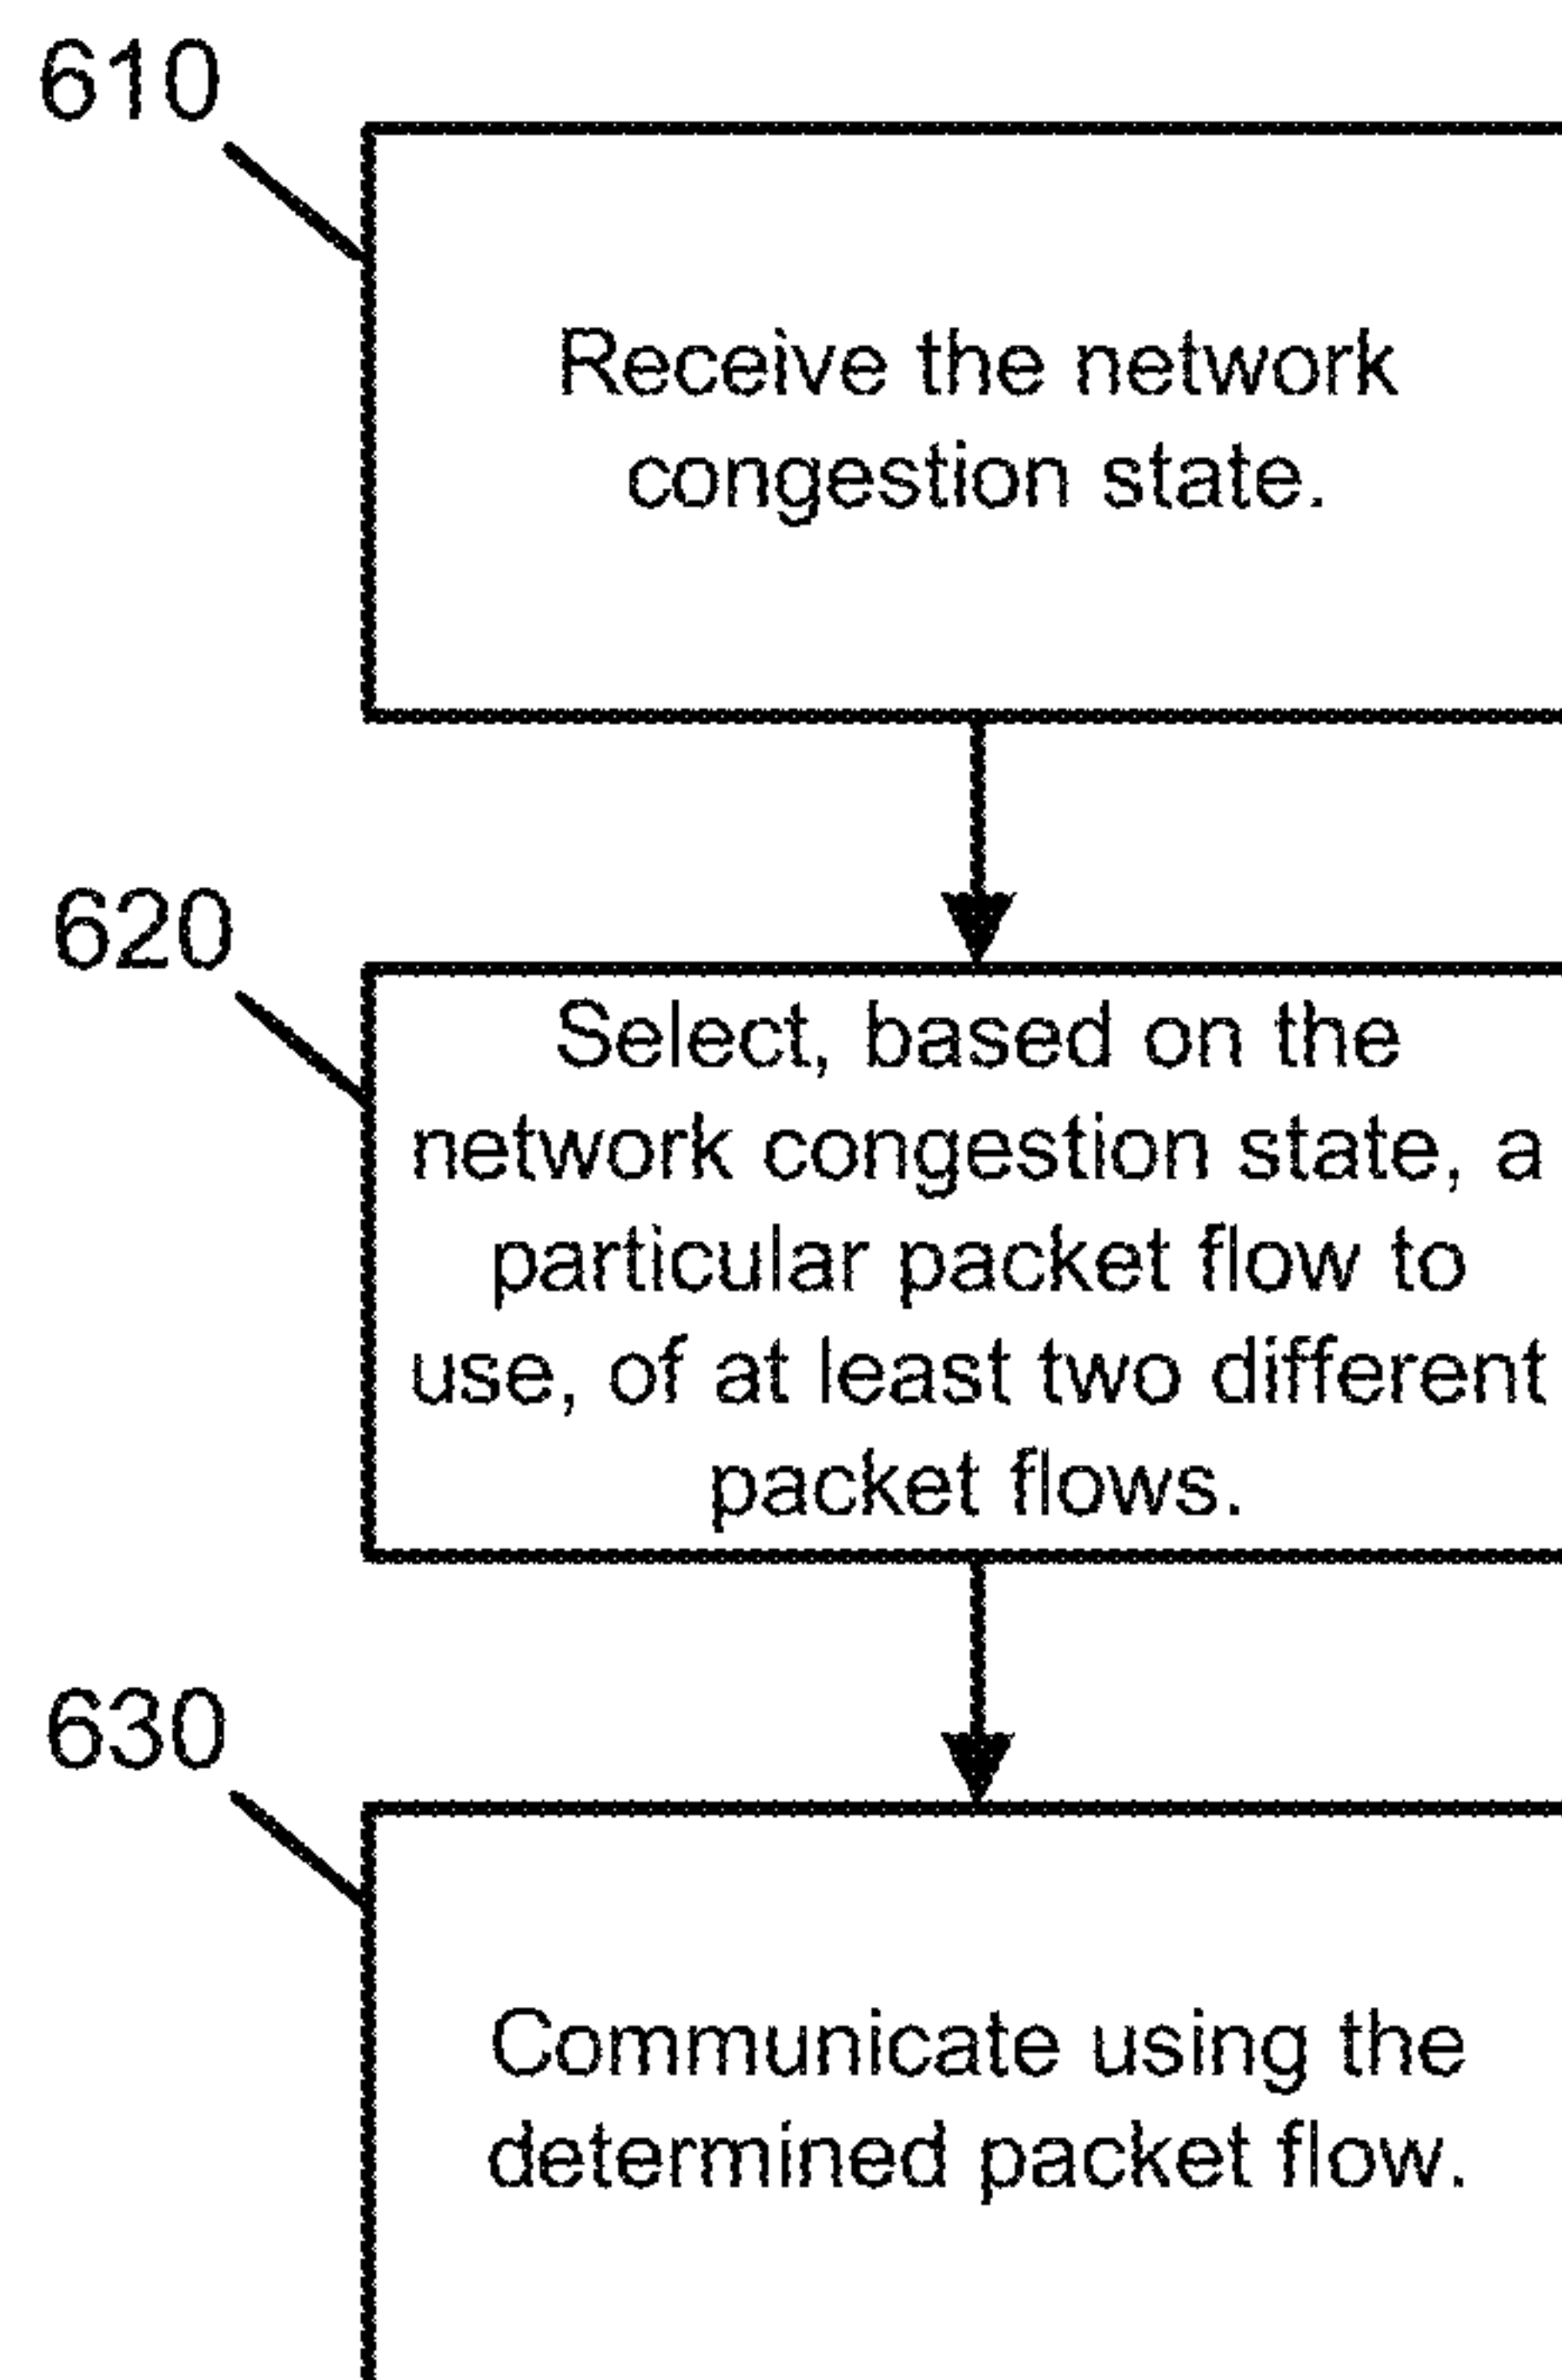 610
Receive the network
congestion state.
620
Select, based on the
network congestion state, a
particular packet flow to
use, of at least two different
packet flows.
630
Communicate using the
determined packet flow.